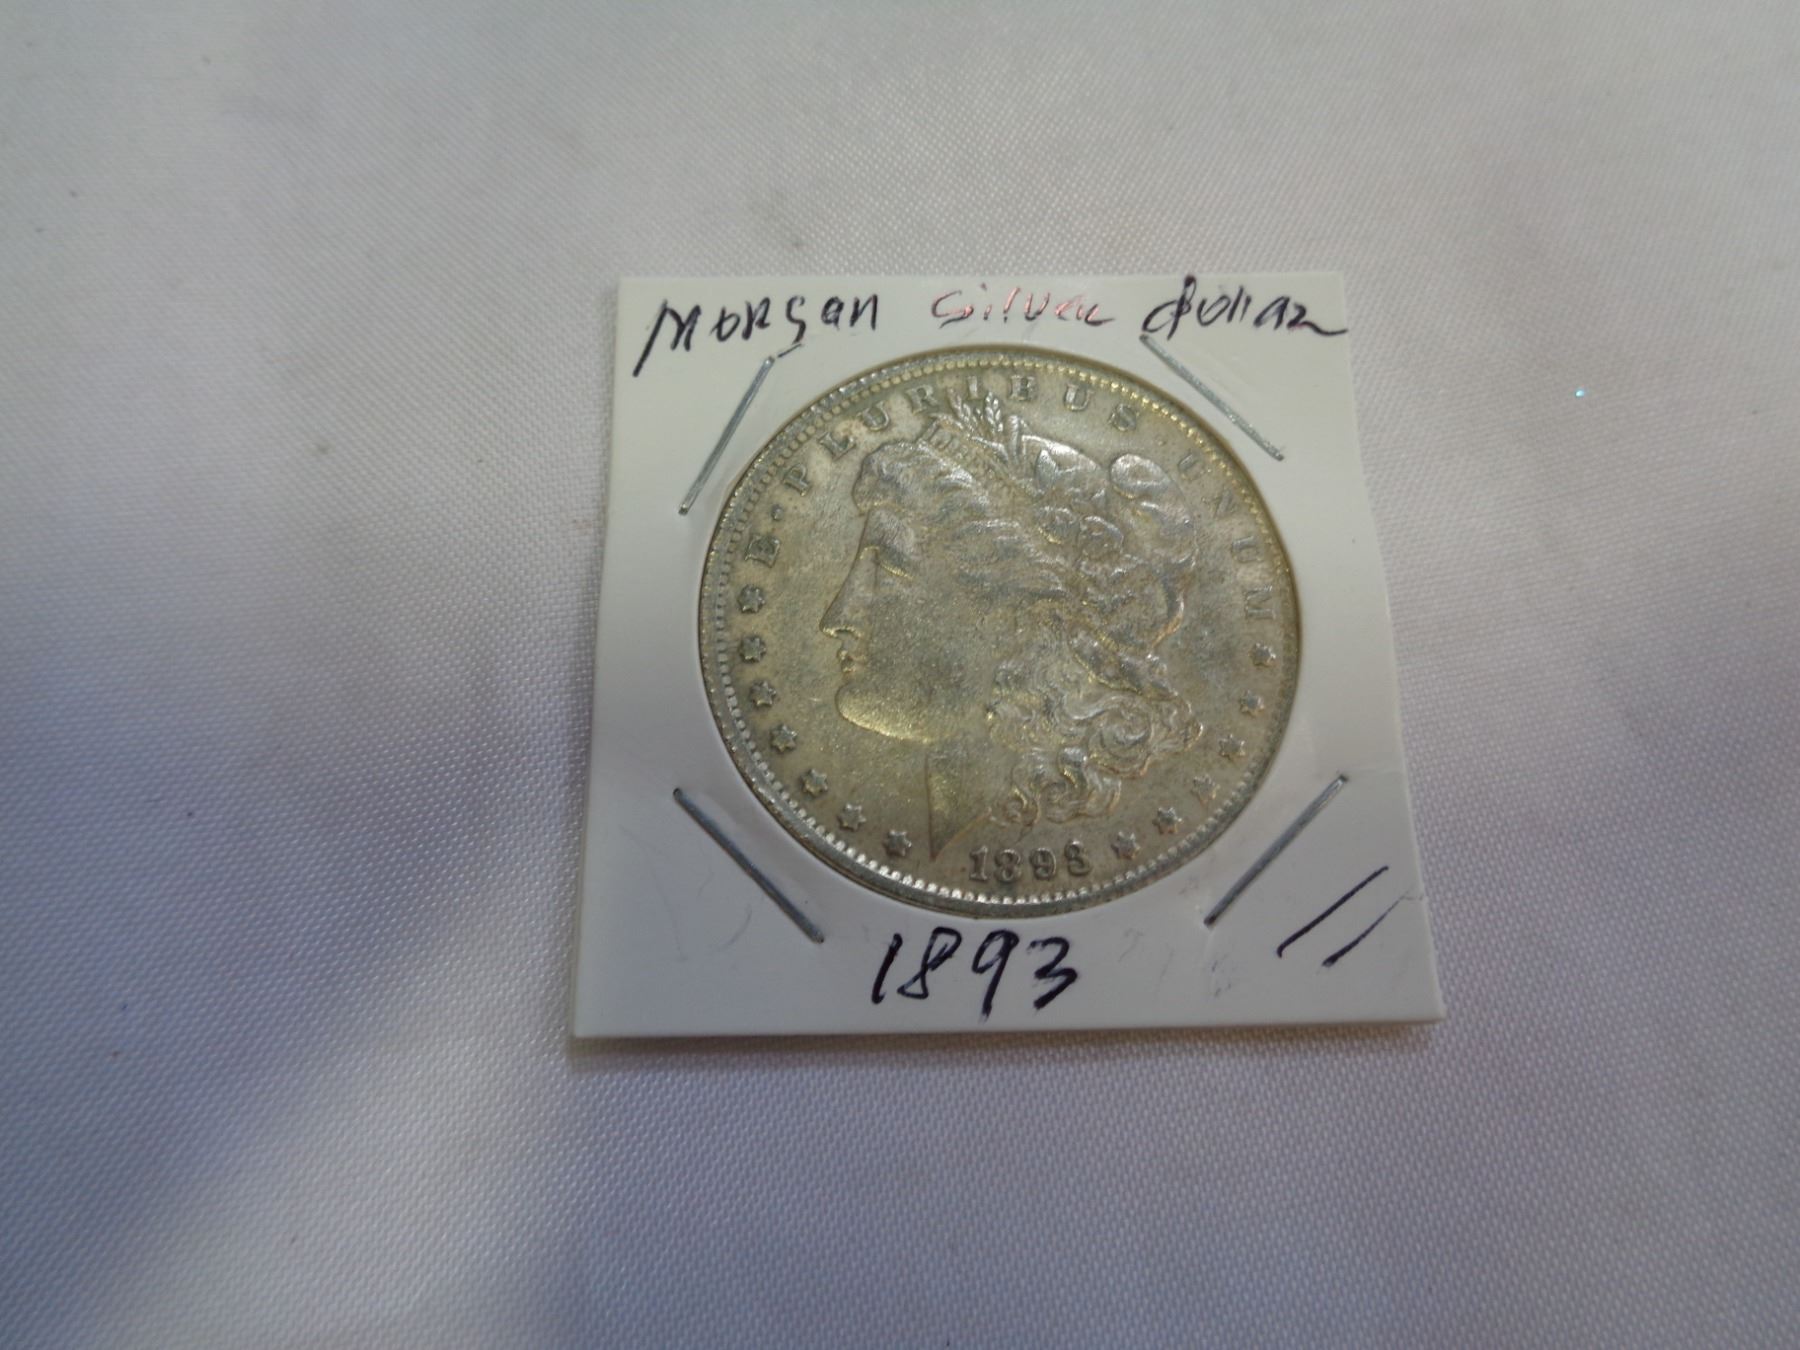 Morgan Silver dollar
E · PLURIBUS · UNUM
1893
1893